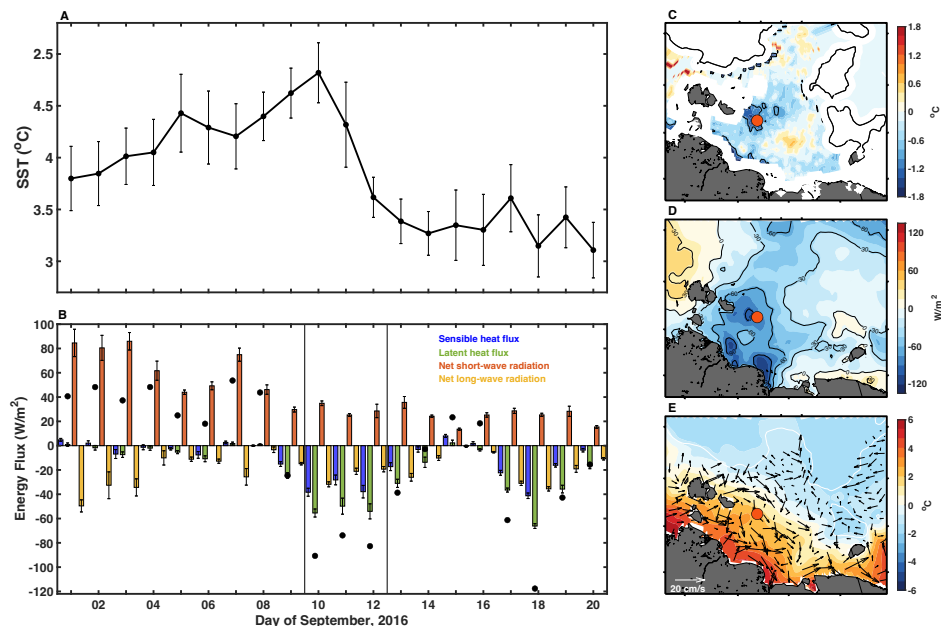 A
2.5
4.5
4
3.5
3
SST (°C)
B
100
80
60
40
20
0
-20
-40
-60
-80
-100
-120
Energy Flux (W/m²)
Sensible heat flux
Latent heat flux
Net short-wave radiation
Net long-wave radiation
02 04 06 08 10 12 14 16 18 20
Day of September, 2016
C
1.8
1.2
0.6
0
-0.6
-1.2
-1.8
°C
D
120
80
40
0
-40
-80
-120
W/m²
E
6
4
2
0
-2
-4
-6
°C
20 cm/s